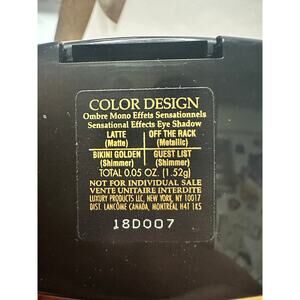 COLOR DESIGN
Ombre Mono Effets Sensationnels
Sensational Effects Eye Shadow
LATTE (Matte)
OFF THE RACK (Metallic)
BIKINI GOLDEN (Shimmer)
GUEST LIST (Shimmer)
TOTAL 0.05 OZ. (1.52g)
NOT FOR INDIVIDUAL SALE
VENTE UNITAIRE INTERDITE
LUXURY PRODUCTS LLC, NEW YORK, NY 10017
DIST. LANCÔME CANADA, MONTRÉAL H4T 1K5
18D007